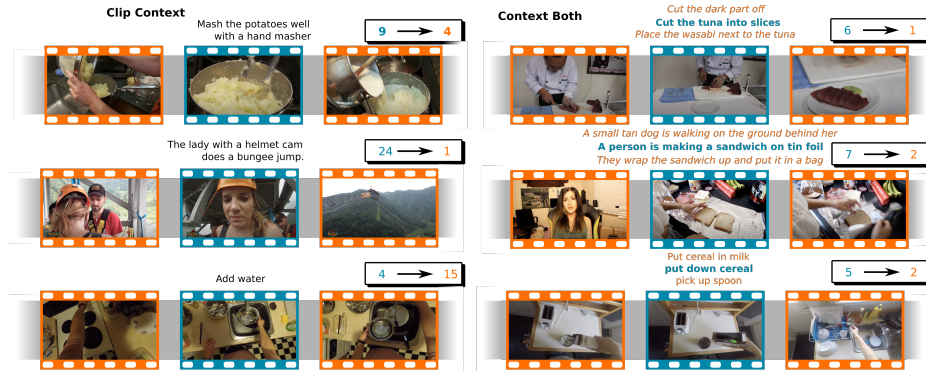 Clip Context
Mash the potatoes well
with a hand masher
9 → 4
The lady with a helmet cam
does a bungee jump.
24 → 1
Add water
4 → 15
Context Both
Cut the dark part off
Cut the tuna into slices
Place the wasabi next to the tuna
6 → 1
A small tan dog is walking on the ground behind her
A person is making a sandwich on tin foil
They wrap the sandwich up and put it in a bag
7 → 2
Put cereal in milk
put down cereal
pick up spoon
5 → 2